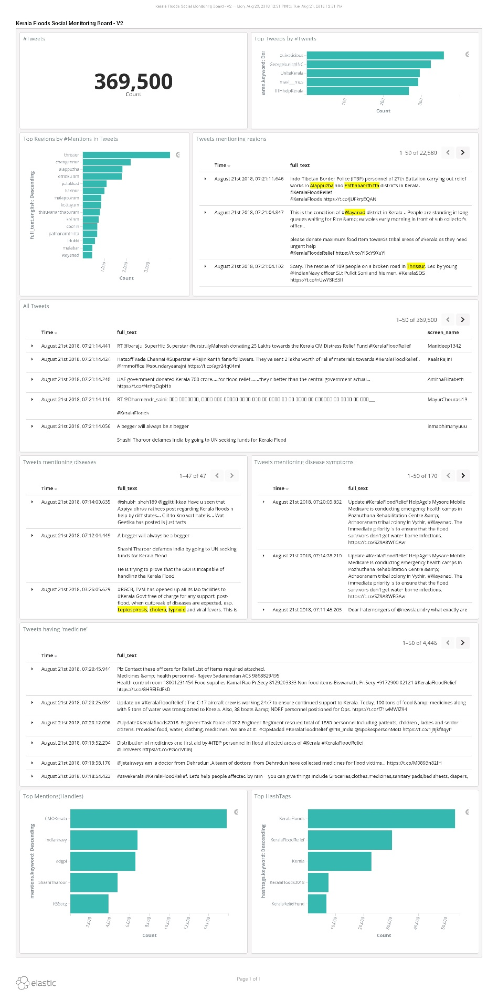 Kerala Floods Social Monitoring Board - V2 — Mon, Aug 20, 2018 12:51 PM to Tue, Aug 21, 2018 12:51 PM
Kerala Floods Social Monitoring Board - V2
#Tweets
369,500
Count
Top Tweeps by #Tweets
quixoticious
GeorgekurianINC
UniteKerala
maxi__mus
IITHhelpKerala
100
200
300
Count
Top Regions by #Mentions in Tweets
full_text.english: Descending
thrissur
chengannur
alappuzha
ernakulam
palakkad
kannur
malappuram
kottayam
thiruvananthapuram
kollam
cochin
pathanamthitta
idukki
malabar
wayanad
1,000
2,000
3,000
Count
Tweets mentioning regions
1–50 of 22,580
Time full_text
August 21st 2018, 07:21:11.646 Indo Tibetan Border Police (ITBP) personnel of 27th Battalion carrying out relief
works in Alappuzha and Pathanamthitta districts in Kerala.
#KeralaFloodRelief
#KeralaFloods https://t.co/jUFkryEQAN
August 21st 2018, 07:21:04.847 This is the condition of #Wayanad district in Kerala .. People are standing in long
queues waiting for Rice &amp; eatables early morning in front of sub collector's
office..
please donate maximum food item towards tribal areas of #kerala as they need
urgent help
#KeralaFloodsRelief https://t.co/YiScY9XuYl
August 21st 2018, 07:21:04.102 Scary. The rescue of 109 people on a broken road in Thrissur. Led by young
@indianNavy officer SLt Pulkit Soni and his men. #KeralaSOS
https://t.co/nUwY8R33Il
All Tweets
1–50 of 369,500
Time full_text screen_name
August 21st 2018, 07:21:14.441 RT @baraju_SuperHit: Superstar @urstrulyMahesh donating 25 Lakhs towards the Kerala CM Distress Relief Fund #KeralaFloodRelief Manideep1342
August 21st 2018, 07:21:14.424 Hatsoff Vada Chennai #Superstar #Rajinikanth fans/followers. They've sent 2 lakhs worth of relief materials towards #KeralaFloodRelief.. KaalaRajini
@rmmoffice @soundaryaarajni https://t.co/agr24q04mi
August 21st 2018, 07:21:14.240 UAE government donated Kerala 700 crore.....for flood relief.......they r better than the central government actual... AmithaElizabeth
https://t.co/f4zYqOqbHb
August 21st 2018, 07:21:14.116 RT @Dharmendr_saini: MayurChourasi19
#KeralaFloods
August 21st 2018, 07:21:14.056 A begger will always be a begger iamabhimanyuuu
Shashi Tharoor defames India by going to UN seeking funds for Kerala Flood
Tweets mentioning diseases
1–47 of 47
Time full_text
August 21st 2018, 07:14:00.635 @shubh_shah189 @ggiittikkaa Have u seen that
Aapiya dhruv rathees post regarding Kerala floods n
help by diff states... C it to Kno wat hate is... Wat
Geetika has posted is just facts
August 21st 2018, 07:12:04.449 A begger will always be a begger
Shashi Tharoor defames India by going to UN seeking
funds for Kerala Flood
He is trying to prove that the GOI is incapable of
handling the Kerala Flood
August 21st 2018, 03:26:05.629 #RGCB, TVM has opened up all its lab facilities to
#Kerala Govt free of charge for any support, post-
flood, when outbreak of diseases are expected, esp.
Leptospirosis, cholera, typhoid and viral fevers. This is
Tweets mentioning disease symptoms
1–50 of 170
Time full_text
August 21st 2018, 07:20:05.852 Update #KeralaFloodRelief HelpAge's Mysore Mobile
Medicare is conducting emergency health camps in
Pozhuthana Rehabilitation Centre &amp;
Achooranam tribal colony in Vythir, #Wayanad. The
immediate priority is to ensure that the flood
survivors don't get water borne infections.
https://t.co/SZ9A8WFGAw
August 21st 2018, 07:14:28.210 Update #KeralaFloodRelief HelpAge's Mysore Mobile
Medicare is conducting emergency health camps in
Pozhuthana Rehabilitation Centre &amp;
Achooranam tribal colony in Vythir, #Wayanad. The
immediate priority is to ensure that the flood
survivors don't get water borne infections.
https://t.co/SZ9A8WFGAw
August 21st 2018, 07:11:45.203 Dear hatemongers of @newslaundry what exactly are
Tweets having 'medicine'
1–50 of 4,446
Time full_text
August 21st 2018, 07:20:45.944 Plz Contact these officers for Relief.List of Items required attached.
Medicines &amp; health personnel- Rajeev Sadanandan ACS 9868829495
Health control room 18001231454 Food supplies-Kamal Rao Pr.Secy 8129203333 Non food items-Biswanath, Pr.Secy +9172900 02121 #KeralaFloodRelief
https://t.co/8HREIEdFkD
August 21st 2018, 07:20:25.084 Update on #KeralaFloodRelief : The C-17 aircraft crew is working 24x7 to ensure continued support to Kerala. Today, 100 tons of food &amp; medicines along
with 5 tons of water was transported to Kerela. Also, 38 boats &amp; NDRF personnel positioned for Ops. https://t.co/f71wMWlZ94
August 21st 2018, 07:20:12.006 #Update#Keralafloods2018 Engineer Task Force of 202 Engineer Regiment rescued total of 1850 personnel including patients, children , ladies and senior
citizens. Provided food, water, clothing, medicines. We are at it. #OpMadad #KeralaFloodRelief @PIB_India @SpokespersonMoD https://t.co/1j9jkf8qyP
August 21st 2018, 07:19:52.204 Distribution of medicines and first aid by #ITBP personnel in flood affected areas of #Kerala #KeralaFloodRelief
#Himveers https://t.co/PGorIV0I6j
August 21st 2018, 07:18:58.176 @jetairways am a doctor from Dehradun ,A team of doctors from Dehradun have collected medicines for flood victims... https://t.co/M0893n82IH
August 21st 2018, 07:18:54.423 #savekerala #KeralaFloodRelief. Let's help people affected by rain you can give things include Groceries,clothes,medicines,sanitary pads,bed sheets, diapers,
Top Mentions(Handles)
mentions.keyword: Descending
CMOKerala
indiannavy
adgpi
ShashiTharoor
RSSorg
2,000
4,000
6,000
8,000
10,000
12,000
14,000
Count
Top HashTags
hashtags.keyword: Descending
KeralaFloods
KeralaFloodRelief
Kerala
KeralaFloods2018
KeralaReliefFund
10,000
20,000
30,000
40,000
50,000
Count
elastic
Page 1 of 1